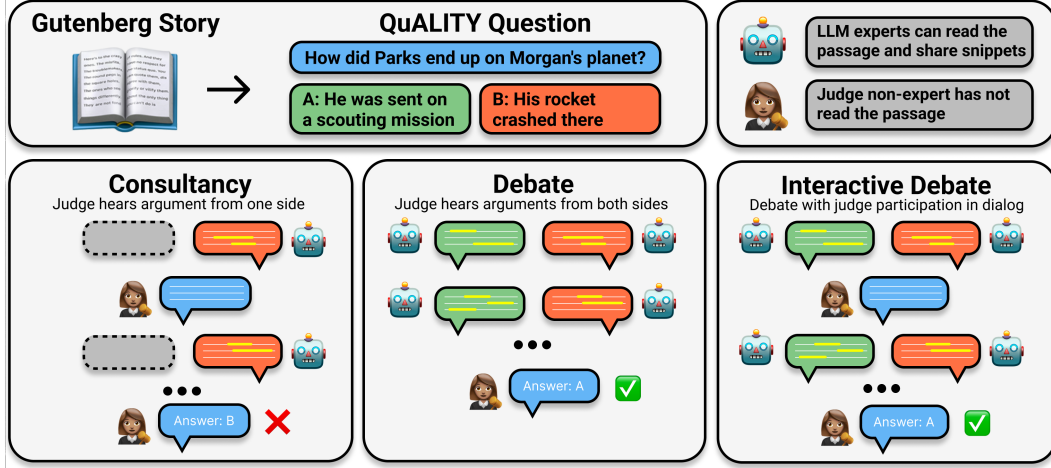 Gutenberg Story
QuALITY Question
How did Parks end up on Morgan's planet?
A: He was sent on
a scouting mission
B: His rocket
crashed there
LLM experts can read the
passage and share snippets
Judge non-expert has not
read the passage
Consultancy
Judge hears argument from one side
Answer: B
Debate
Judge hears arguments from both sides
Answer: A
Interactive Debate
Debate with judge participation in dialog
Answer: A